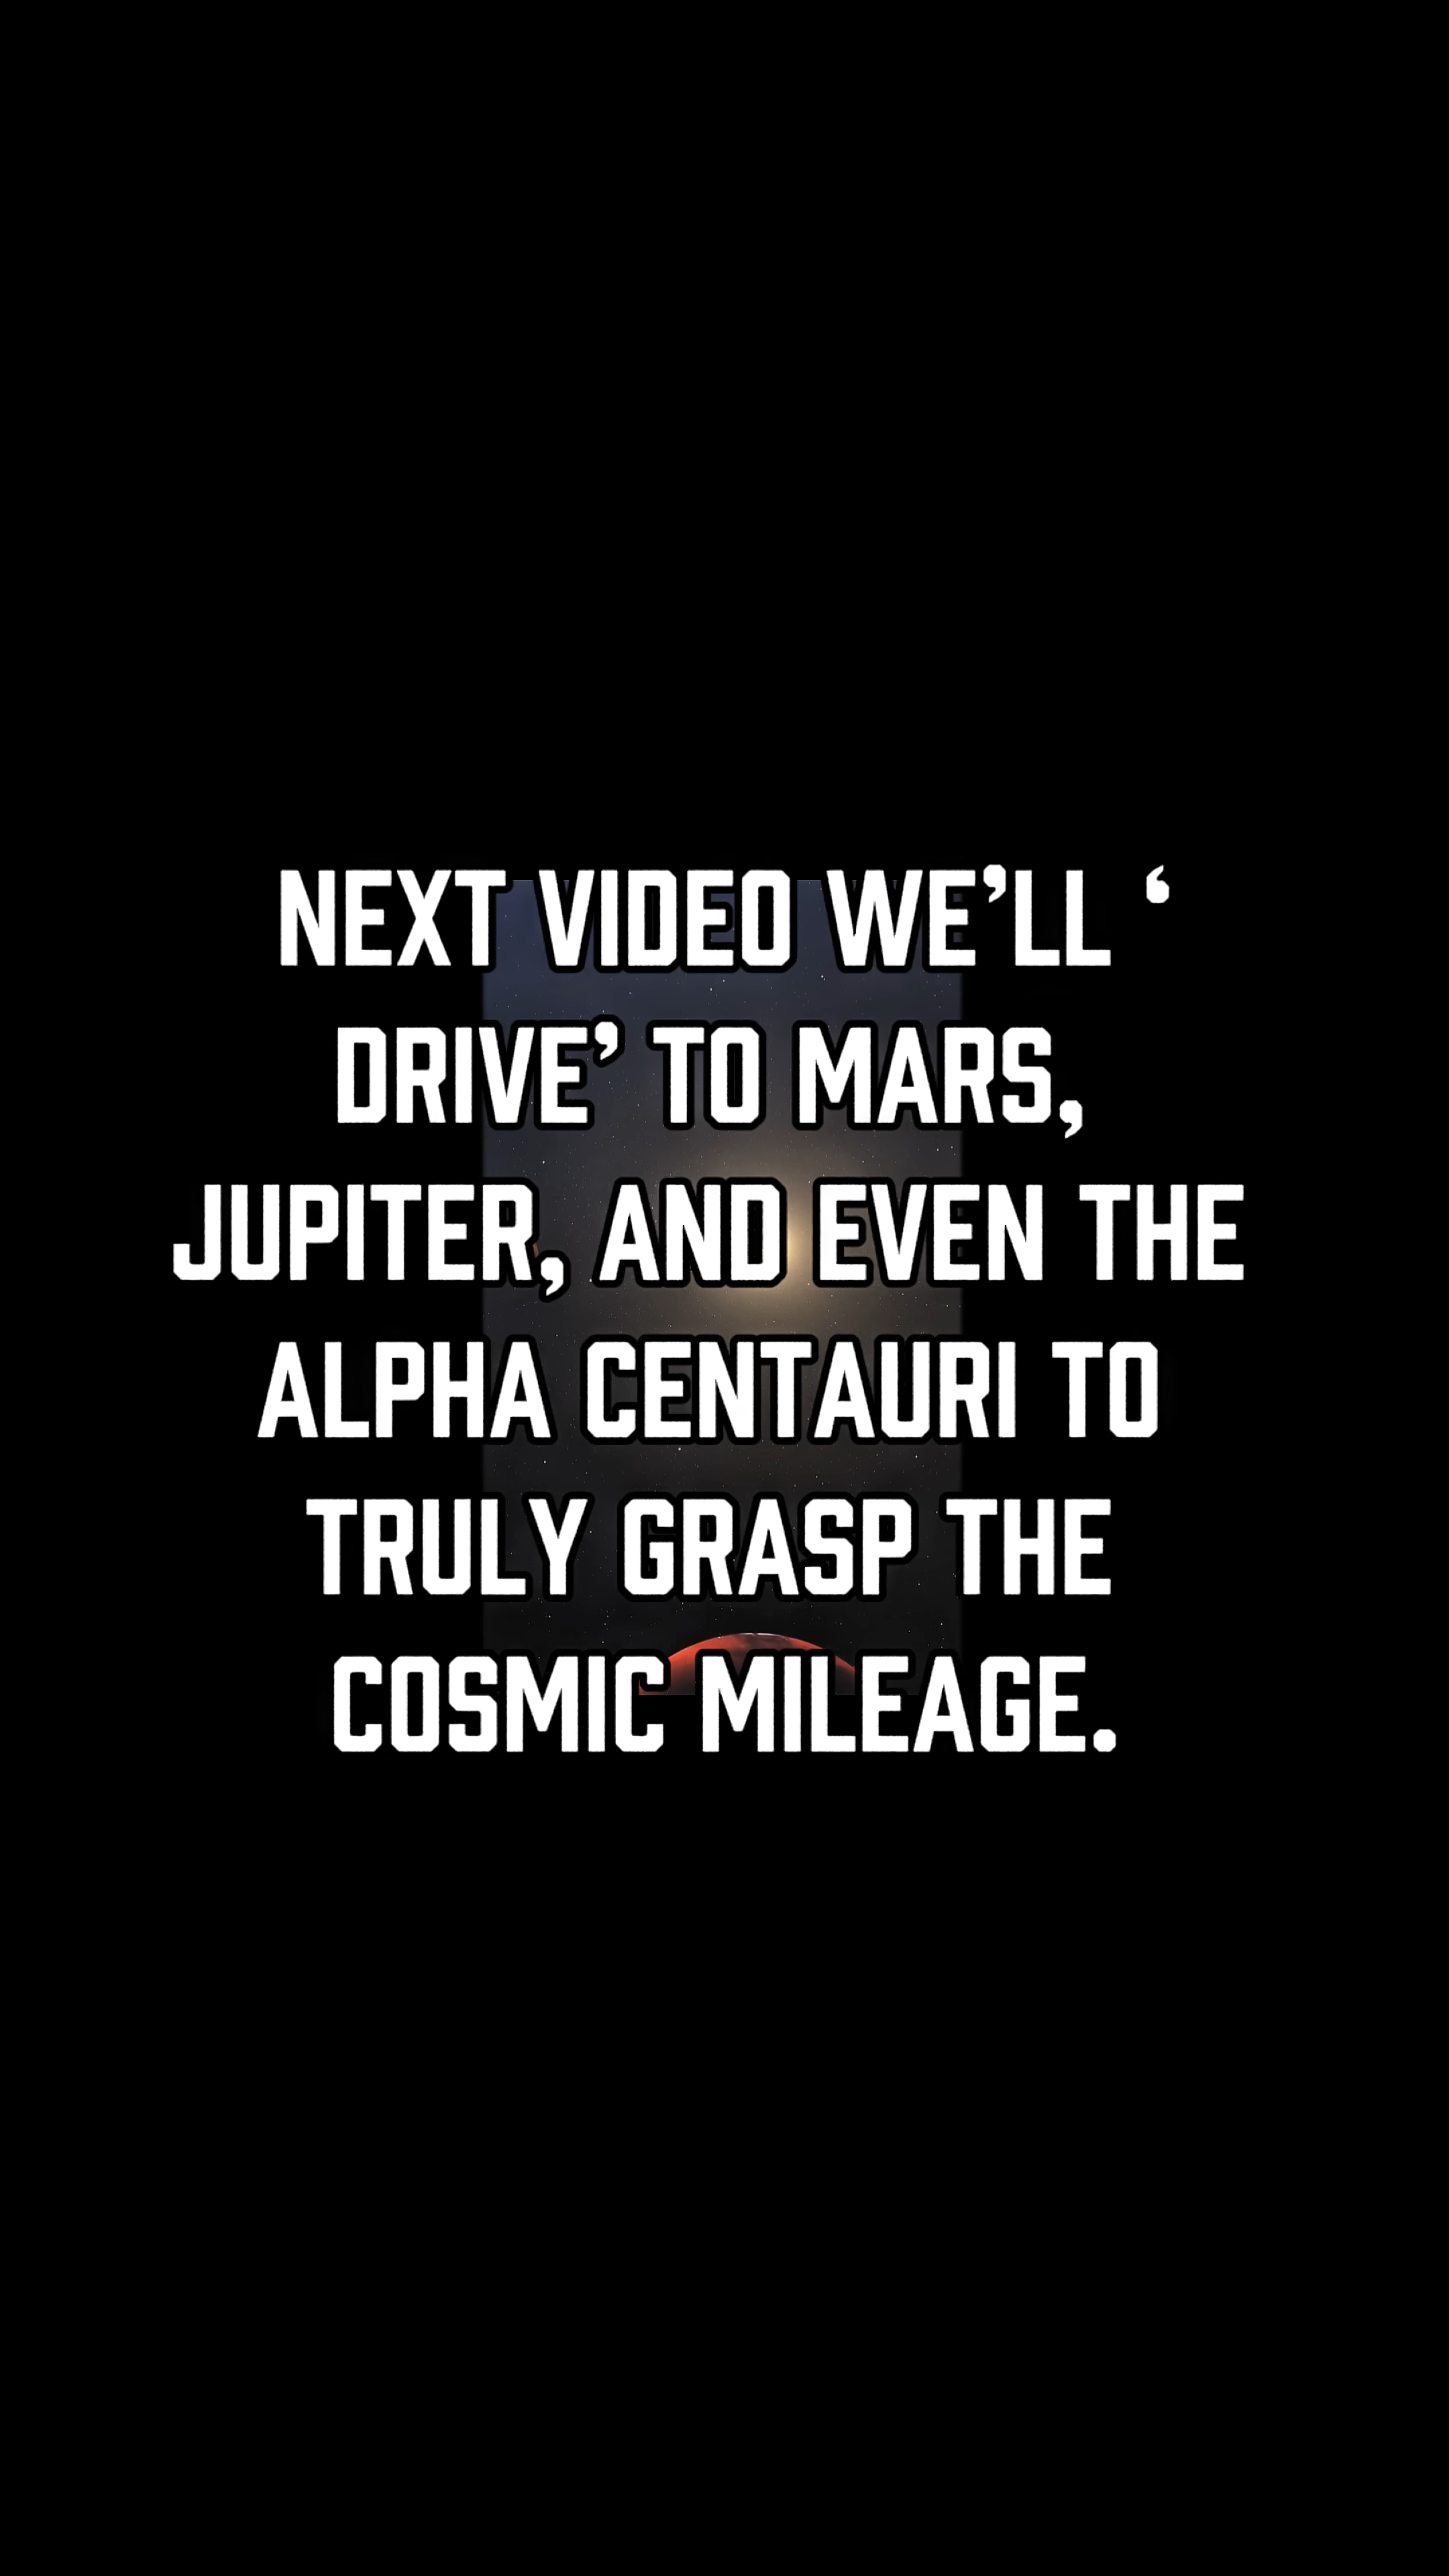 NEXT VIDEO WE’LL ‘
DRIVE’ TO MARS,
JUPITER, AND EVEN THE
ALPHA CENTAURI TO
TRULY GRASP THE
COSMIC MILEAGE.